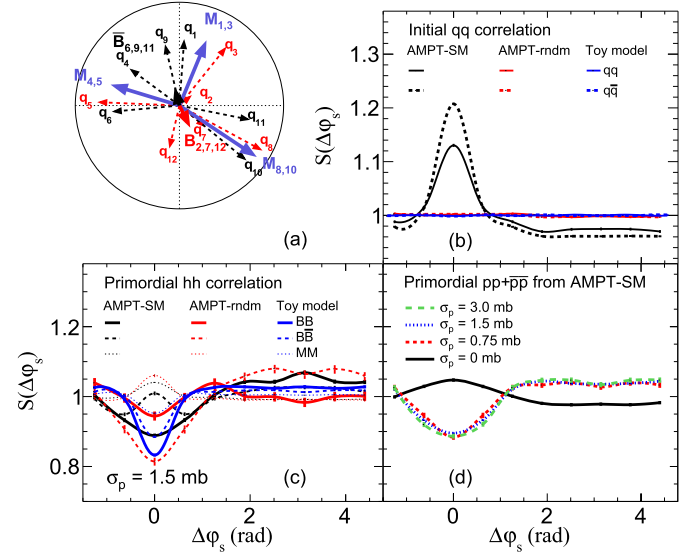 M1,3
B̅6,9,11
q9
q1
q3
q4
M4,5
q5
q2
q6
q11
q7
B2,7,12
q8
q12
q10
M8,10
(a)
Initial qq correlation
AMPT-SM AMPT-rndm Toy model
qq
qq̅
S(Δφs)
1.3
1.2
1.1
1
(b)
Primordial hh correlation
AMPT-SM AMPT-rndm Toy model
BB
BB̅
MM
S(Δφs)
1.2
1
0.8
σp = 1.5 mb
(c)
0 2 4
Δφs (rad)
Primordial pp+p̅p̅ from AMPT-SM
σp = 3.0 mb
σp = 1.5 mb
σp = 0.75 mb
σp = 0 mb
(d)
0 2 4
Δφs (rad)